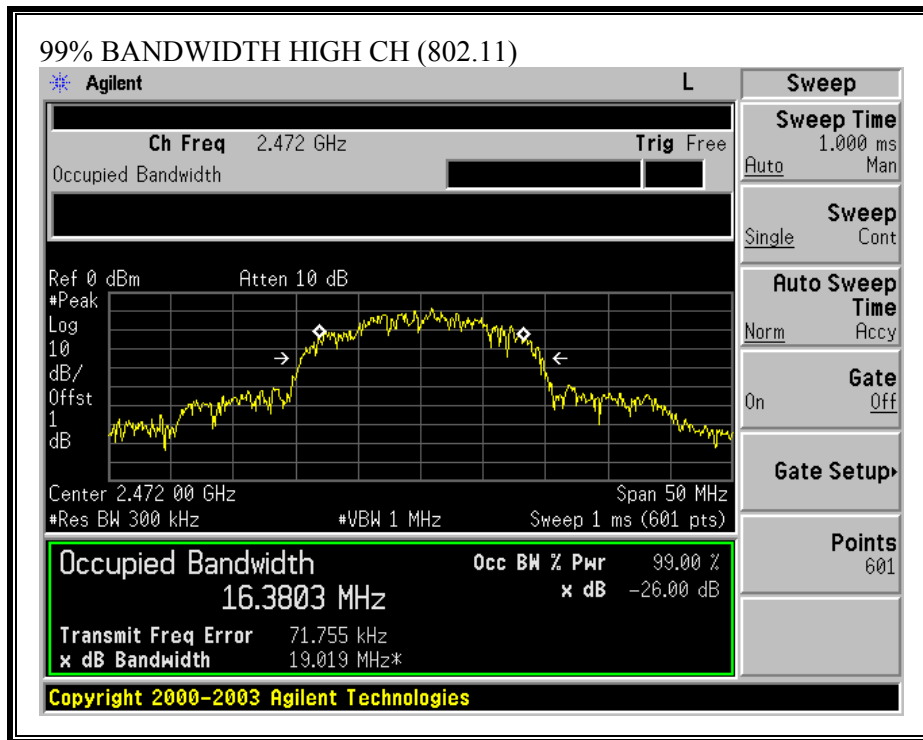 99% BANDWIDTH HIGH CH (802.11)
Agilent L
Ch Freq 2.472 GHz Trig Free
Occupied Bandwidth
Ref 0 dBm Atten 10 dB
#Peak
Log
10
dB/
Offst
1
dB
Center 2.472 00 GHz Span 50 MHz
#Res BW 300 kHz #VBW 1 MHz Sweep 1 ms (601 pts)
Occupied Bandwidth Occ BW % Pwr 99.00 %
16.3803 MHz x dB -26.00 dB
Transmit Freq Error 71.755 kHz
x dB Bandwidth 19.019 MHz*
Copyright 2000-2003 Agilent Technologies
Sweep
Sweep Time
1.000 ms
Auto Man
Sweep
Single Cont
Auto Sweep
Time
Norm Accy
Gate
On Off
Gate Setup
Points
601